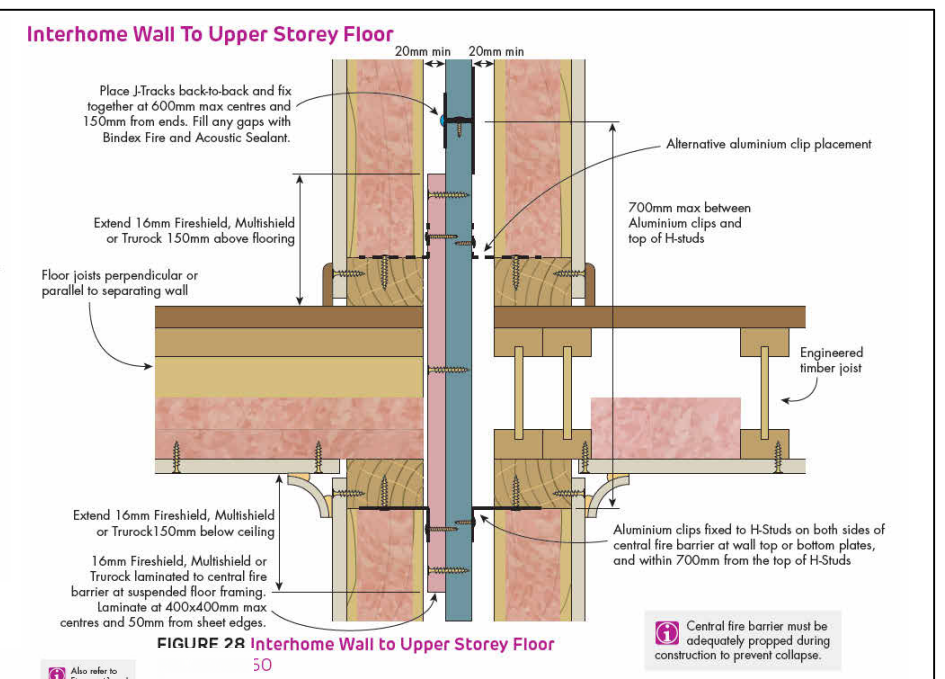 Interhome Wall To Upper Storey Floor
20mm min
20mm min
Place J-Tracks back-to-back and fix
together at 600mm max centres and
150mm from ends. Fill any gaps with
Bindex Fire and Acoustic Sealant.
Alternative aluminium clip placement
700mm max between
Aluminium clips and
top of H-studs
Extend 16mm Fireshield, Multishield
or Trurock 150mm above flooring
Floor joists perpendicular or
parallel to separating wall
Engineered
timber joist
Extend 16mm Fireshield, Multishield
or Trurock150mm below ceiling
Aluminium clips fixed to H-Studs on both sides of
central fire barrier at wall top or bottom plates,
and within 700mm from the top of H-Studs
16mm Fireshield, Multishield or
Trurock laminated to central fire
barrier at suspended floor framing.
Laminate at 400x400mm max
centres and 50mm from sheet edges.
FIGURE 28 Interhome Wall to Upper Storey Floor
Central fire barrier must be
adequately propped during
construction to prevent collapse.
60
Also refer to